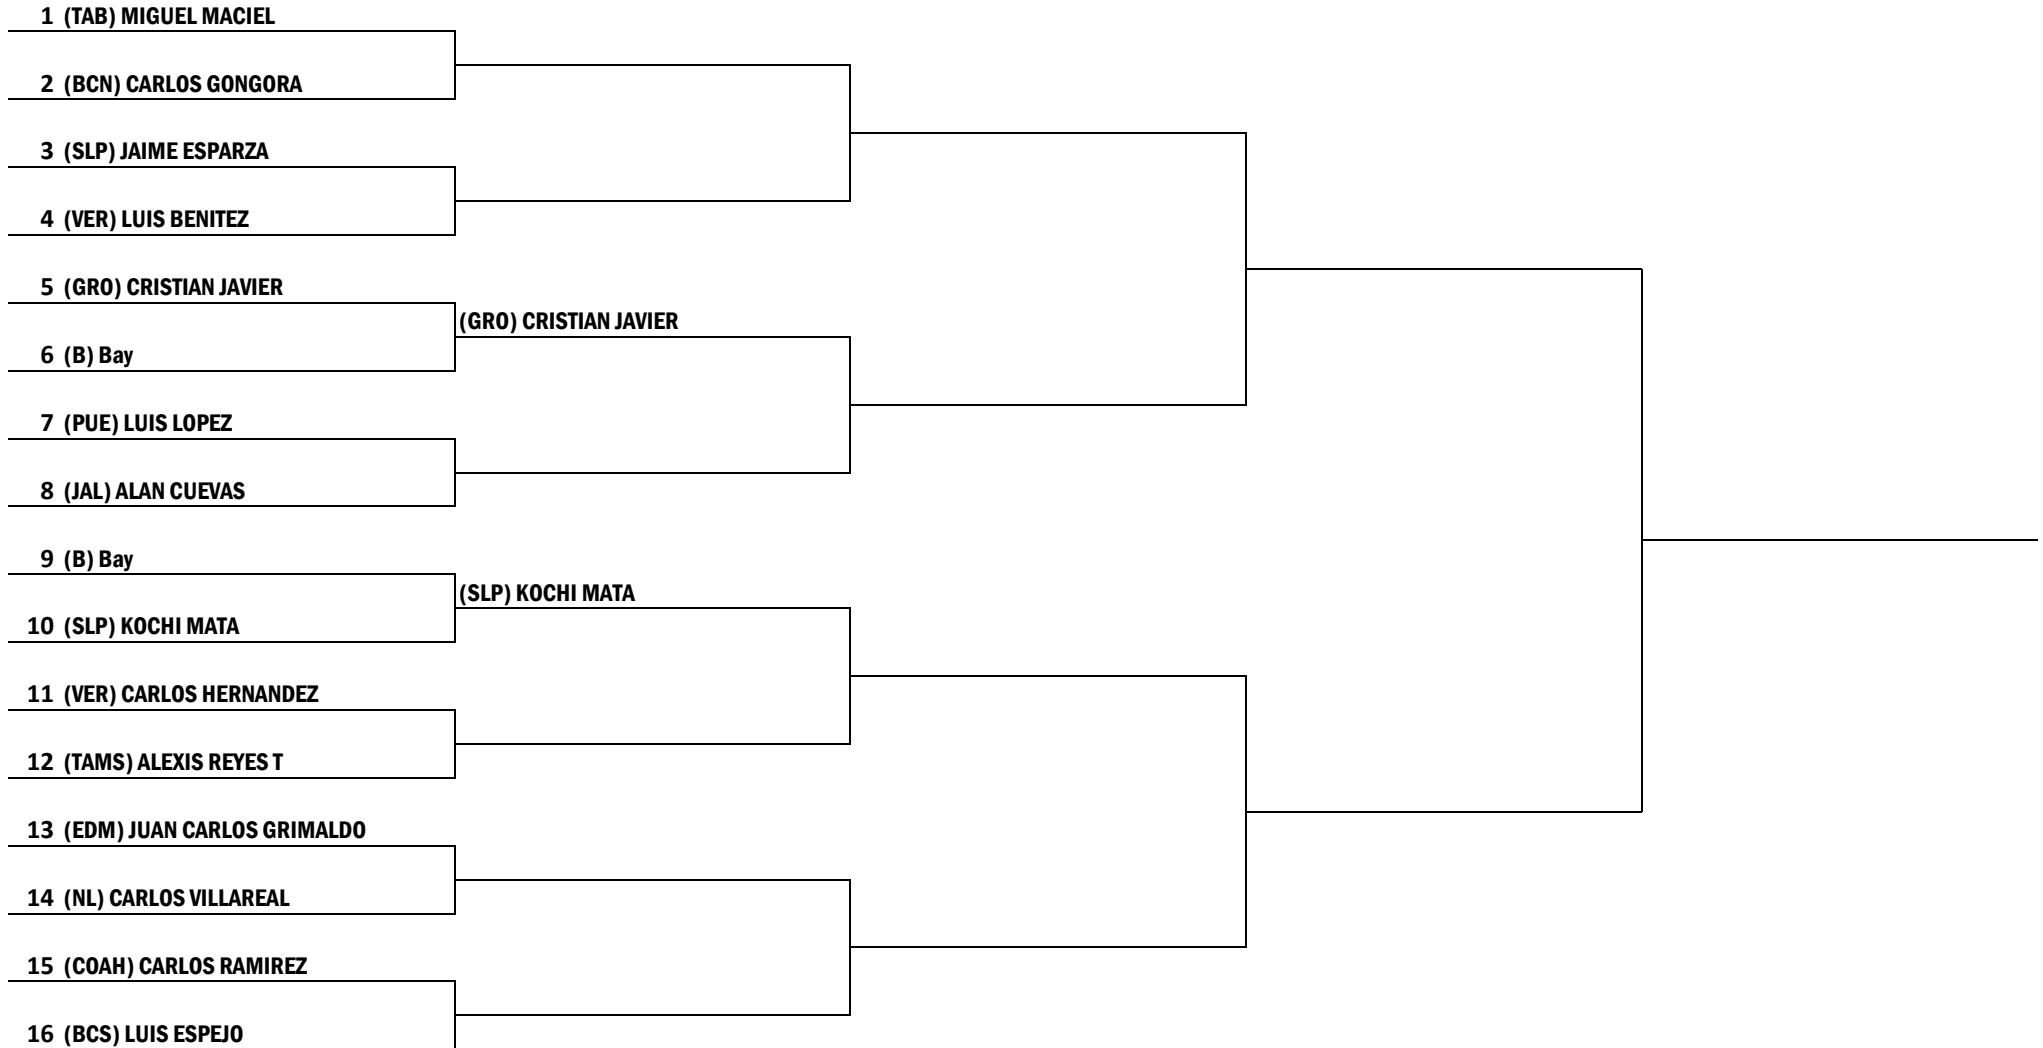 1 (TAB) MIGUEL MACIEL
2 (BCN) CARLOS GONGORA
3 (SLP) JAIME ESPARZA
4 (VER) LUIS BENITEZ
5 (GRO) CRISTIAN JAVIER
(GRO) CRISTIAN JAVIER
6 (B) Bay
7 (PUE) LUIS LOPEZ
8 (JAL) ALAN CUEVAS
9 (B) Bay
(SLP) KOCHI MATA
10 (SLP) KOCHI MATA
11 (VER) CARLOS HERNANDEZ
12 (TAMS) ALEXIS REYES T
13 (EDM) JUAN CARLOS GRIMALDO
14 (NL) CARLOS VILLAREAL
15 (COAH) CARLOS RAMIREZ
16 (BCS) LUIS ESPEJO